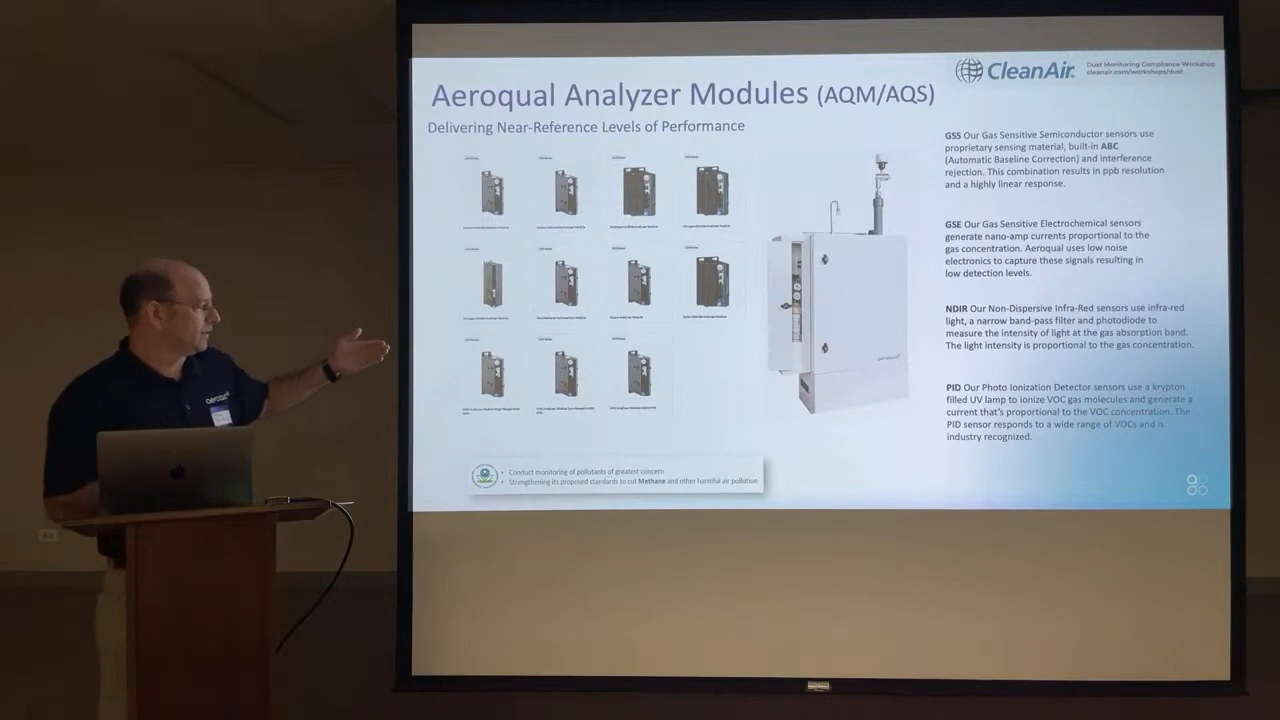 CleanAir
Dust Monitoring Compliance Workshop
cleanair.com/workshops/dust
Aeroqual Analyzer Modules (AQM/AQS)
Delivering Near-Reference Levels of Performance
GSS Our Gas Sensitive Semiconductor sensors use
proprietary sensing material, built-in ABC
(Automatic Baseline Correction) and interference
rejection. This combination results in ppb resolution
and a highly linear response.
GSE Our Gas Sensitive Electrochemical sensors
generate nano-amp currents proportional to the
gas concentration. Aeroqual uses low noise
electronics to capture these signals resulting in
low detection levels.
NDIR Our Non-Dispersive Infra-Red sensors use infra-red
light, a narrow band-pass filter and photodiode to
measure the intensity of light at the gas absorption band.
The light intensity is proportional to the gas concentration.
PID Our Photo Ionization Detector sensors use a krypton
filled UV lamp to ionize VOC gas molecules and generate a
current that's proportional to the VOC concentration. The
PID sensor responds to a wide range of VOCs and is
industry recognized.
• Conduct monitoring of pollutants of greatest concern
• Strengthening its proposed standards to cut Methane and other harmful air pollution